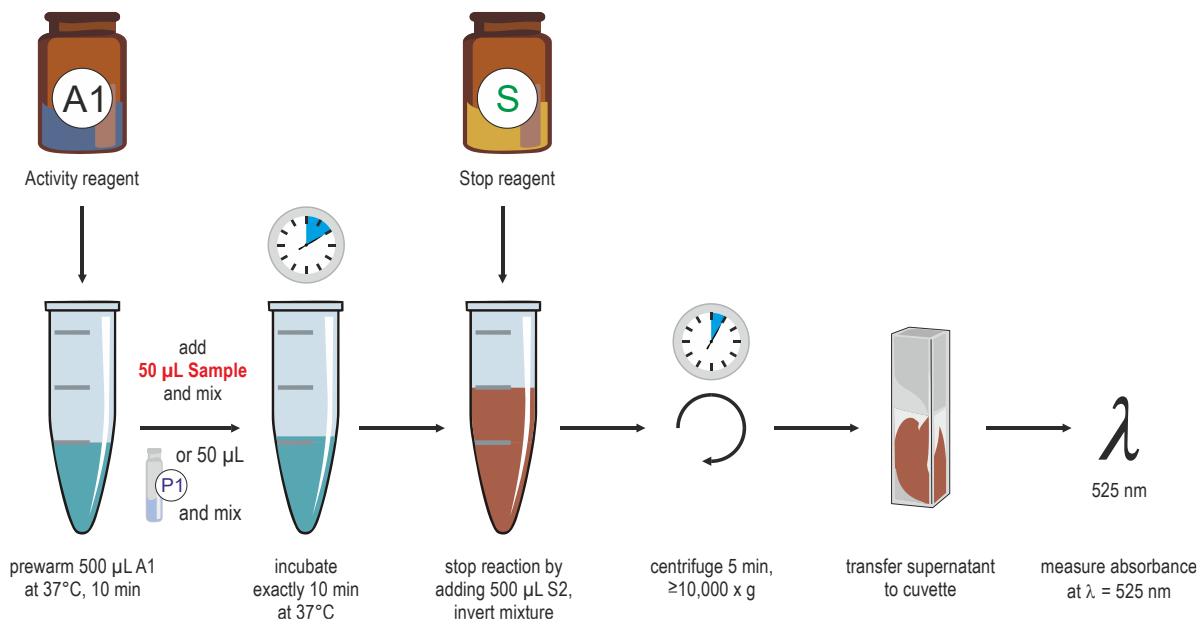 A1
S
Activity reagent
Stop reagent
add
50 µL Sample
and mix
or 50 µL
P1
and mix
λ
525 nm
prewarm 500 µL A1
at 37°C, 10 min
incubate
exactly 10 min
at 37°C
stop reaction by
adding 500 µL S2,
invert mixture
centrifuge 5 min,
≥10,000 x g
transfer supernatant
to cuvette
measure absorbance
at λ = 525 nm